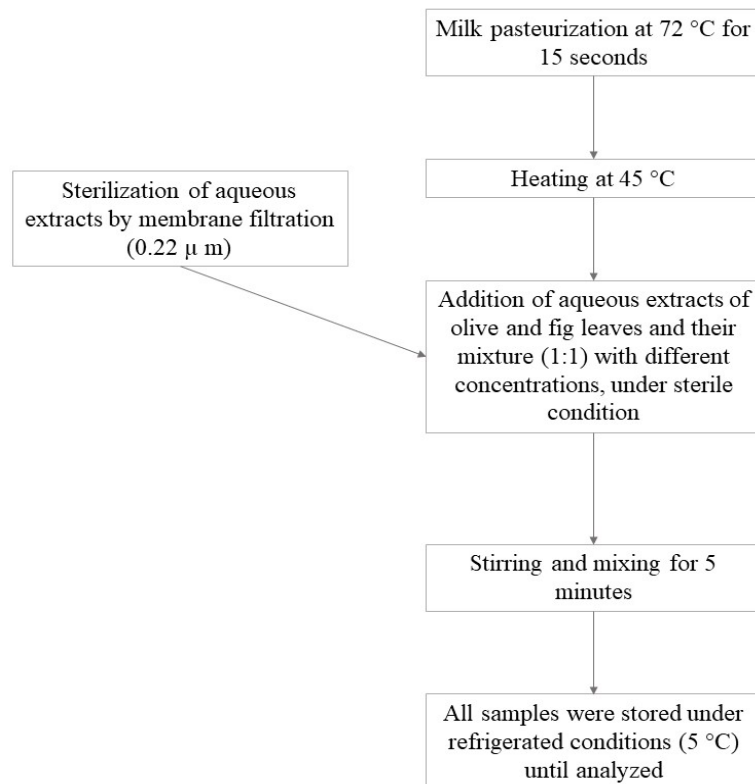 Milk pasteurization at 72 °C for
15 seconds
Heating at 45 °C
Sterilization of aqueous
extracts by membrane filtration
(0.22 μ m)
Addition of aqueous extracts of
olive and fig leaves and their
mixture (1:1) with different
concentrations, under sterile
condition
Stirring and mixing for 5
minutes
All samples were stored under
refrigerated conditions (5 °C)
until analyzed